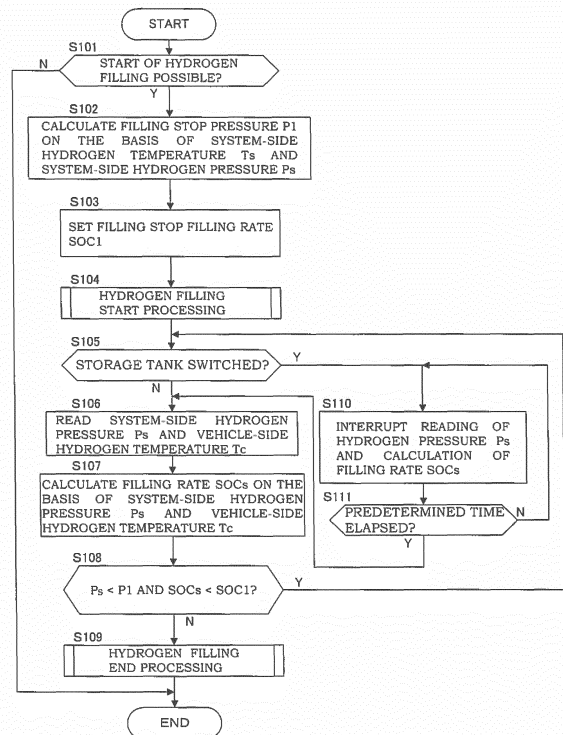 START
S101
START OF HYDROGEN
FILLING POSSIBLE?
N
Y
S102
CALCULATE FILLING STOP PRESSURE P1
ON THE BASIS OF SYSTEM-SIDE
HYDROGEN TEMPERATURE Ts AND
SYSTEM-SIDE HYDROGEN PRESSURE Ps
S103
SET FILLING STOP FILLING RATE
SOC1
S104
HYDROGEN FILLING
START PROCESSING
S105
STORAGE TANK SWITCHED?
Y
N
S106
READ SYSTEM-SIDE HYDROGEN
PRESSURE Ps AND VEHICLE-SIDE
HYDROGEN TEMPERATURE Tc
S107
CALCULATE FILLING RATE SOCs ON THE
BASIS OF SYSTEM-SIDE HYDROGEN
PRESSURE Ps AND VEHICLE-SIDE
HYDROGEN TEMPERATURE Tc
S110
INTERRUPT READING OF
HYDROGEN PRESSURE Ps
AND CALCULATION OF
FILLING RATE SOCs
S111
PREDETERMINED TIME
ELAPSED?
N
Y
S108
Ps < P1 AND SOCs < SOC1?
Y
N
S109
HYDROGEN FILLING
END PROCESSING
END